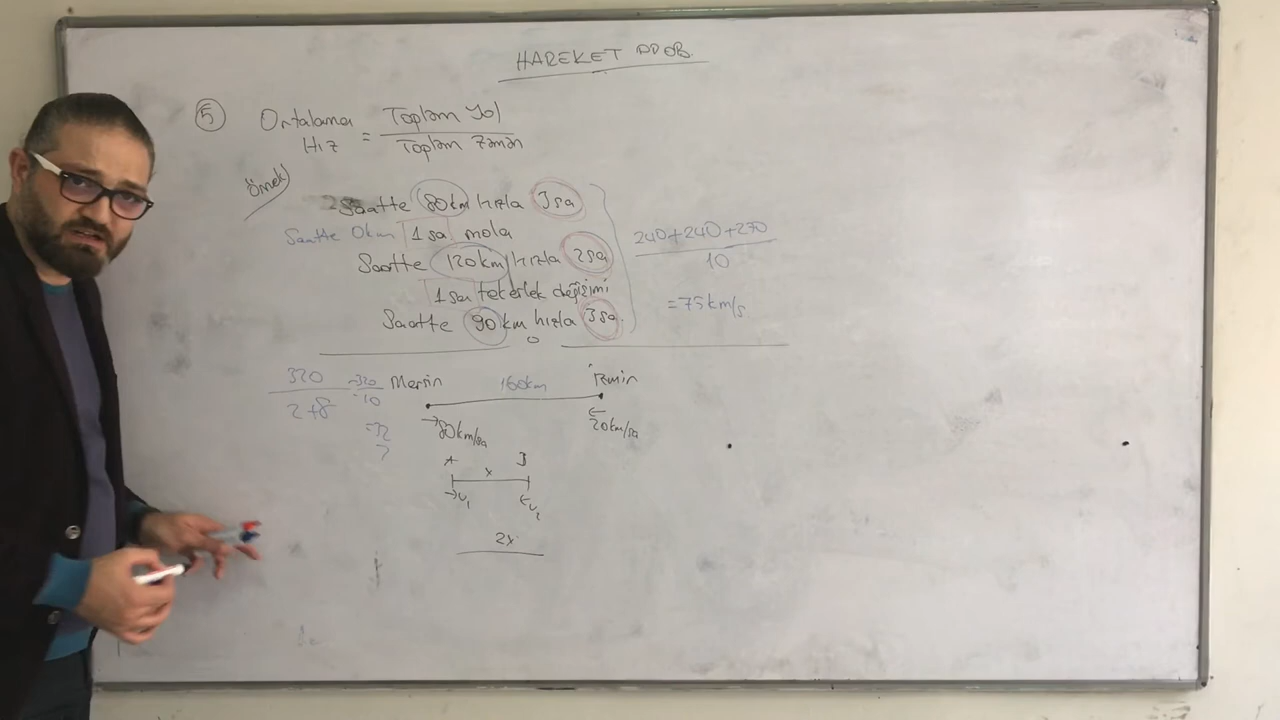 HAREKET PROB.
5 Ortalama Hız = Toplam Yol / Toplam Zaman
Örnek
Saatte 80km hızla 3sa
Saatte 0km 1 sa mola
Saatte 120km hızla 2sa
1 saat tekerlek değişimi
Saatte 90km hızla 3sa
240+240+270 / 10
=75km/s
320 / 2+8
=320 / 10
=32
Mersin 160km İzmir
80km/sa 20km/sa
A x B
V1 V2
2x